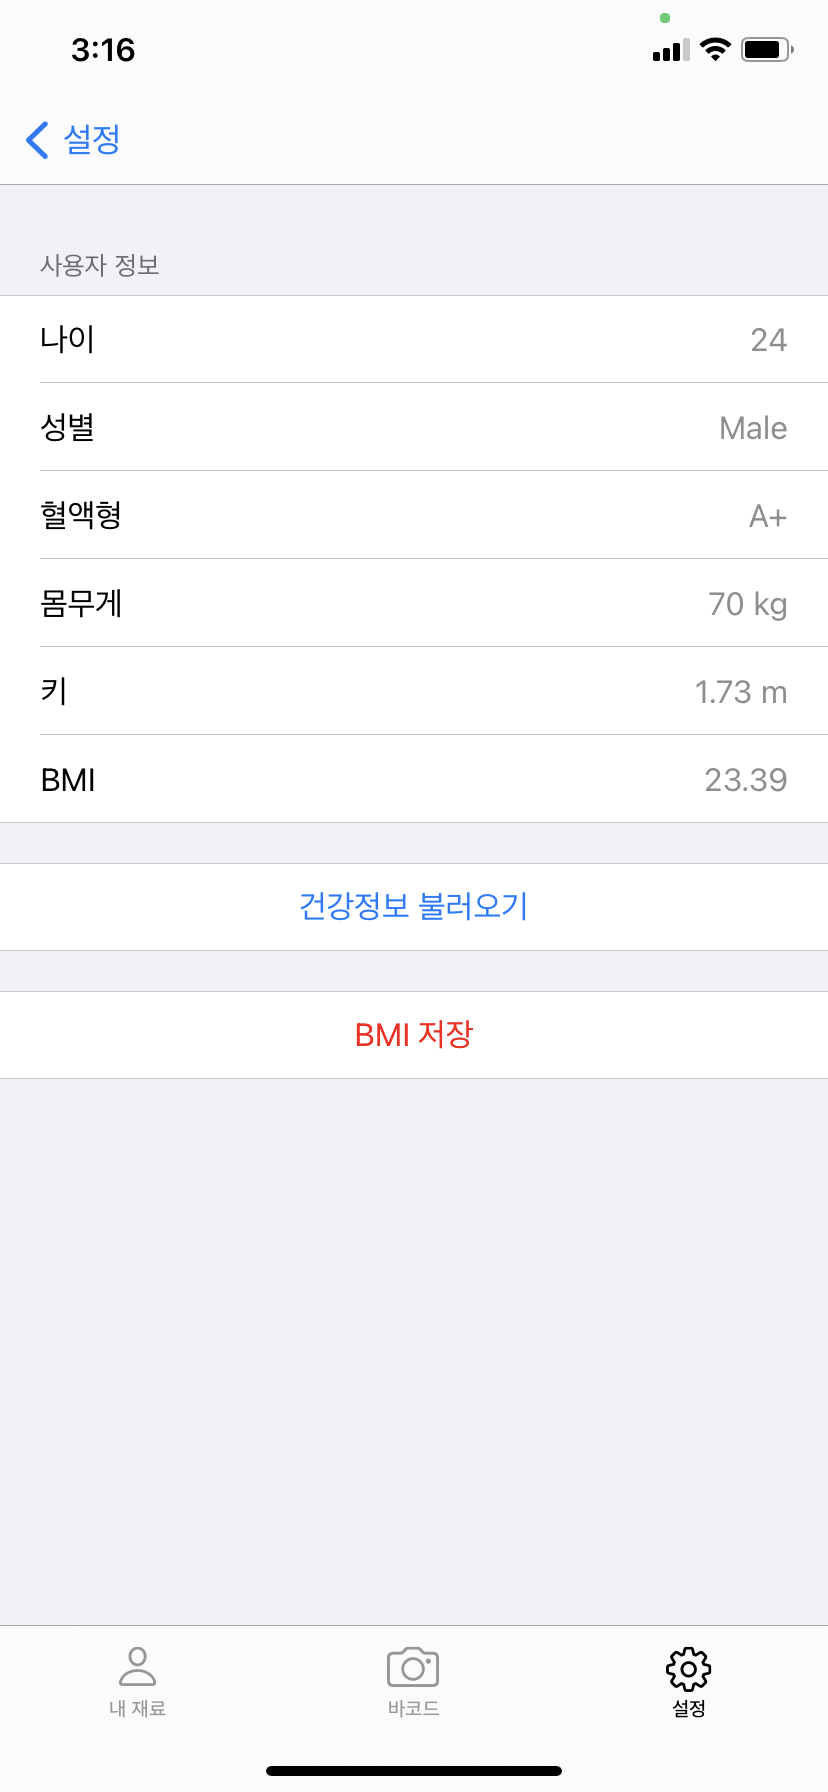 3:16
설정
사용자 정보
나이 24
성별 Male
혈액형 A+
몸무게 70 kg
키 1.73 m
BMI 23.39
건강정보 불러오기
BMI 저장
내 재료 바코드 설정